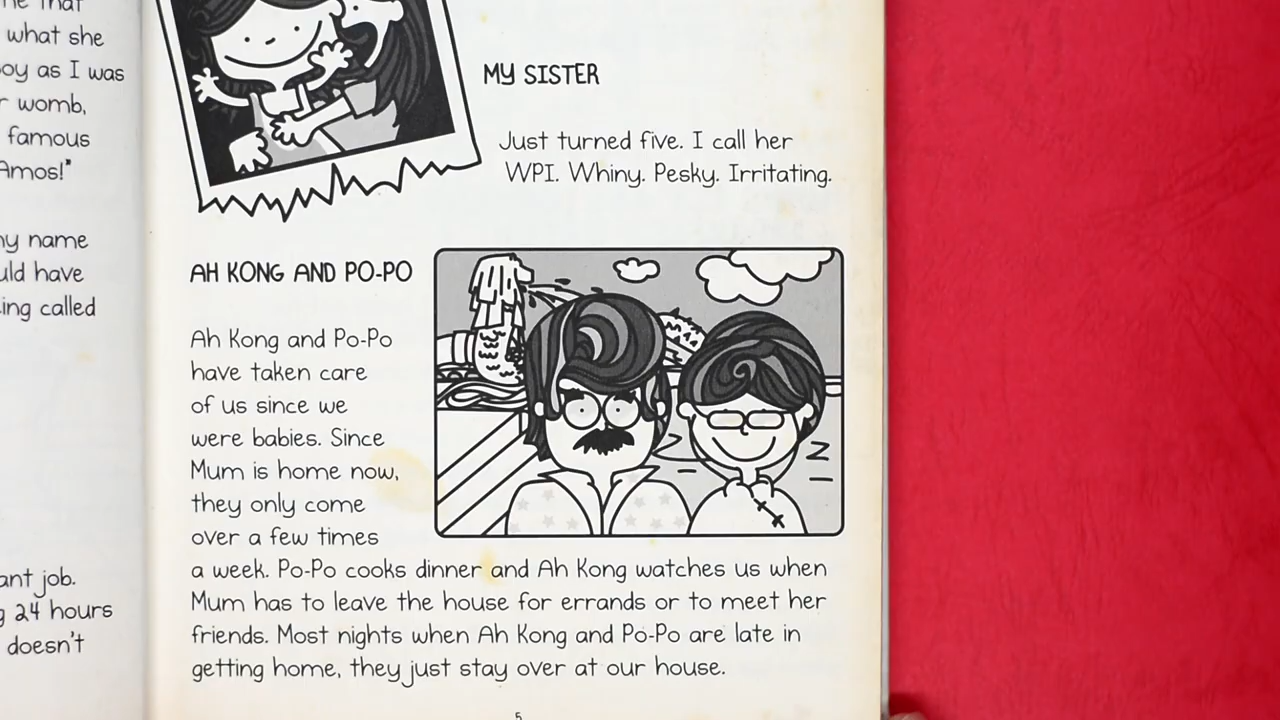 what she
boy as I was
womb,
famous
Amos!"
my name
ing called
ant job.
24 hours
doesn't
MY SISTER
Just turned five. I call her
WPI. Whiny. Pesky. Irritating.
AH KONG AND PO-PO
Ah Kong and Po-Po
have taken care
of us since we
were babies. Since
Mum is home now,
they only come
over a few times
a week. Po-Po cooks dinner and Ah Kong watches us when
Mum has to leave the house for errands or to meet her
friends. Most nights when Ah Kong and Po-Po are late in
getting home, they just stay over at our house.
5